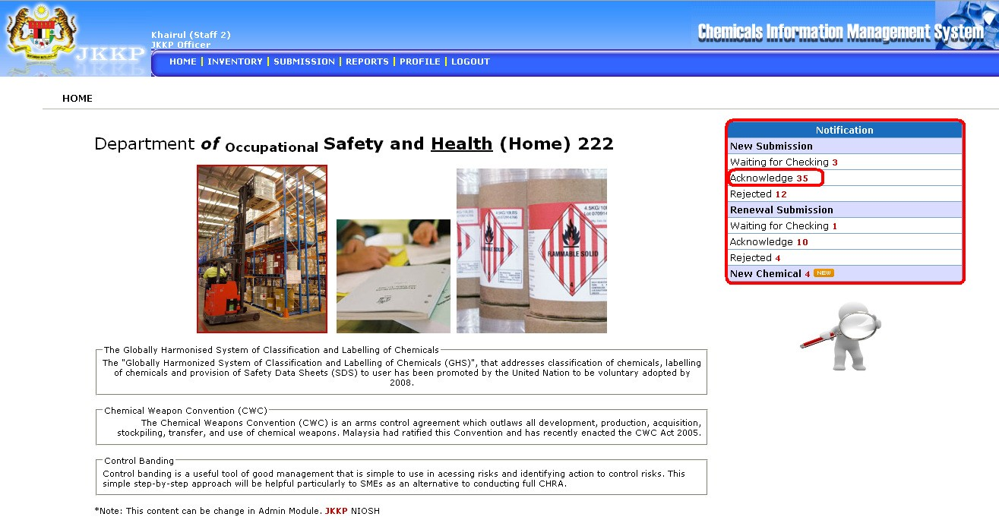 Khairul (Staff 2)
JKKP Officer
JKKP
Chemicals Information Management System
HOME | INVENTORY | SUBMISSION | REPORTS | PROFILE | LOGOUT
HOME
Department of Occupational Safety and Health (Home) 222
4.5KG/10LBS
FLAMMABLE SOLID
4
The Globally Harmonised System of Classification and Labelling of Chemicals
The "Globally Harmonized System of Classification and Labelling of Chemicals (GHS)", that addresses classification of chemicals, labelling
of chemicals and provision of Safety Data Sheets (SDS) to user has been promoted by the United Nation to be voluntary adopted by
2008.
Chemical Weapon Convention (CWC)
The Chemical Weapons Convention (CWC) is an arms control agreement which outlaws all development, production, acquisition,
stockpiling, transfer, and use of chemical weapons. Malaysia had ratified this Convention and has recently enacted the CWC Act 2005.
Control Banding
Control banding is a useful tool of good management that is simple to use in acessing risks and identifying action to control risks. This
simple step-by-step approach will be helpful particularly to SMEs as an alternative to conducting full CHRA.
*Note: This content can be change in Admin Module. JKKP NIOSH
Notification
New Submission
Waiting for Checking 3
Acknowledge 35
Rejected 12
Renewal Submission
Waiting for Checking 1
Acknowledge 10
Rejected 4
New Chemical 4 NEW